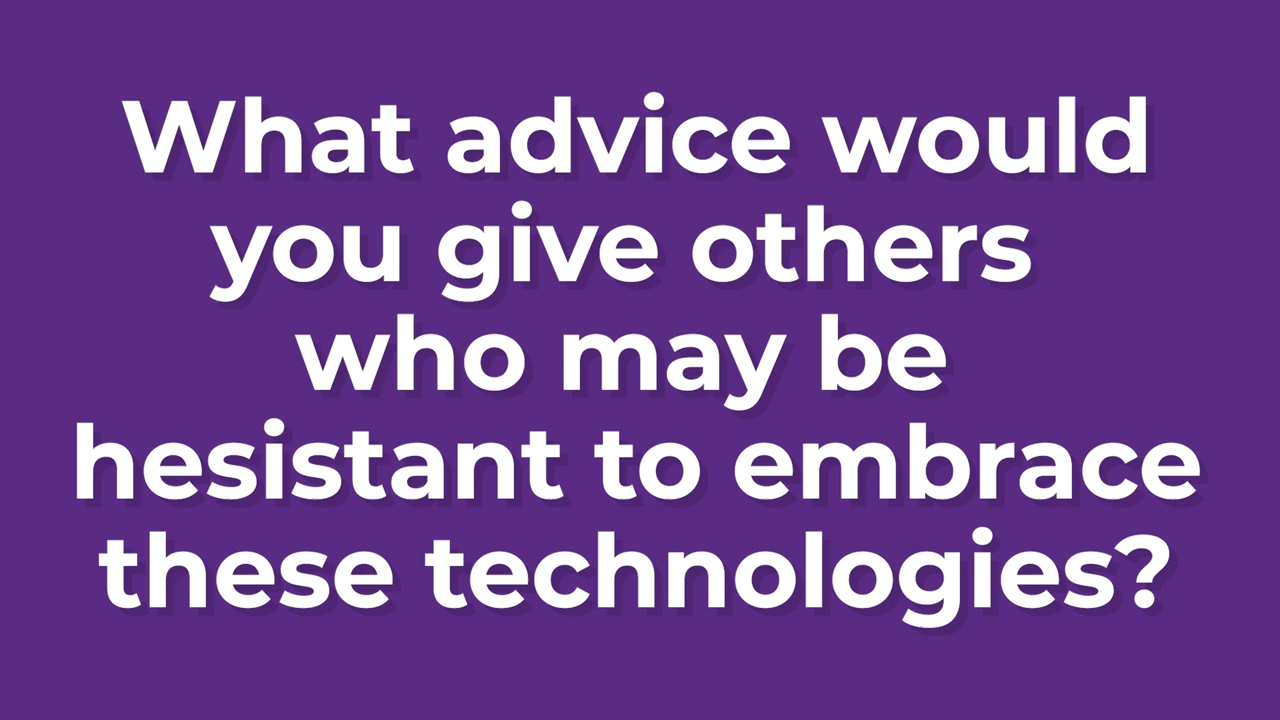 What advice would
you give others
who may be
hesistant to embrace
these technologies?